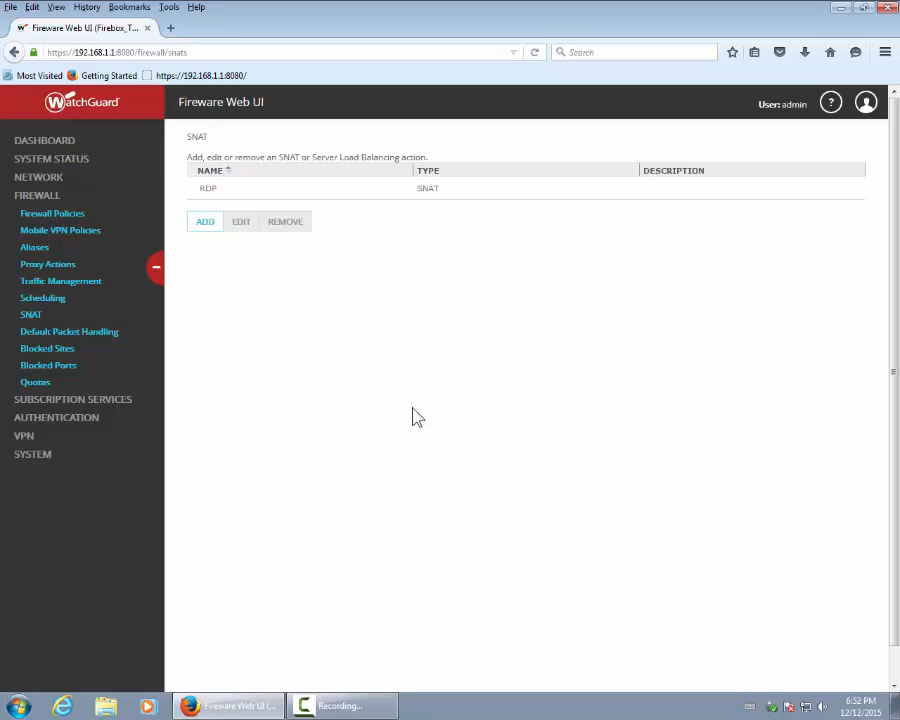 File Edit View History Bookmarks Tools Help
Fireware Web UI (Firebox_T...
https://192.168.1.1:8080/firewall/snats
Search
Most Visited Getting Started https://192.168.1.1:8080/
WatchGuard
Fireware Web UI
User: admin
?
DASHBOARD
SYSTEM STATUS
NETWORK
FIREWALL
Firewall Policies
Mobile VPN Policies
Aliases
Proxy Actions
Traffic Management
Scheduling
SNAT
Default Packet Handling
Blocked Sites
Blocked Ports
Quotas
SUBSCRIPTION SERVICES
AUTHENTICATION
VPN
SYSTEM
SNAT
Add, edit or remove an SNAT or Server Load Balancing action.
NAME TYPE DESCRIPTION
RDP SNAT
ADD EDIT REMOVE
Fireware Web UI (...
Recording...
6:52 PM
12/12/2015